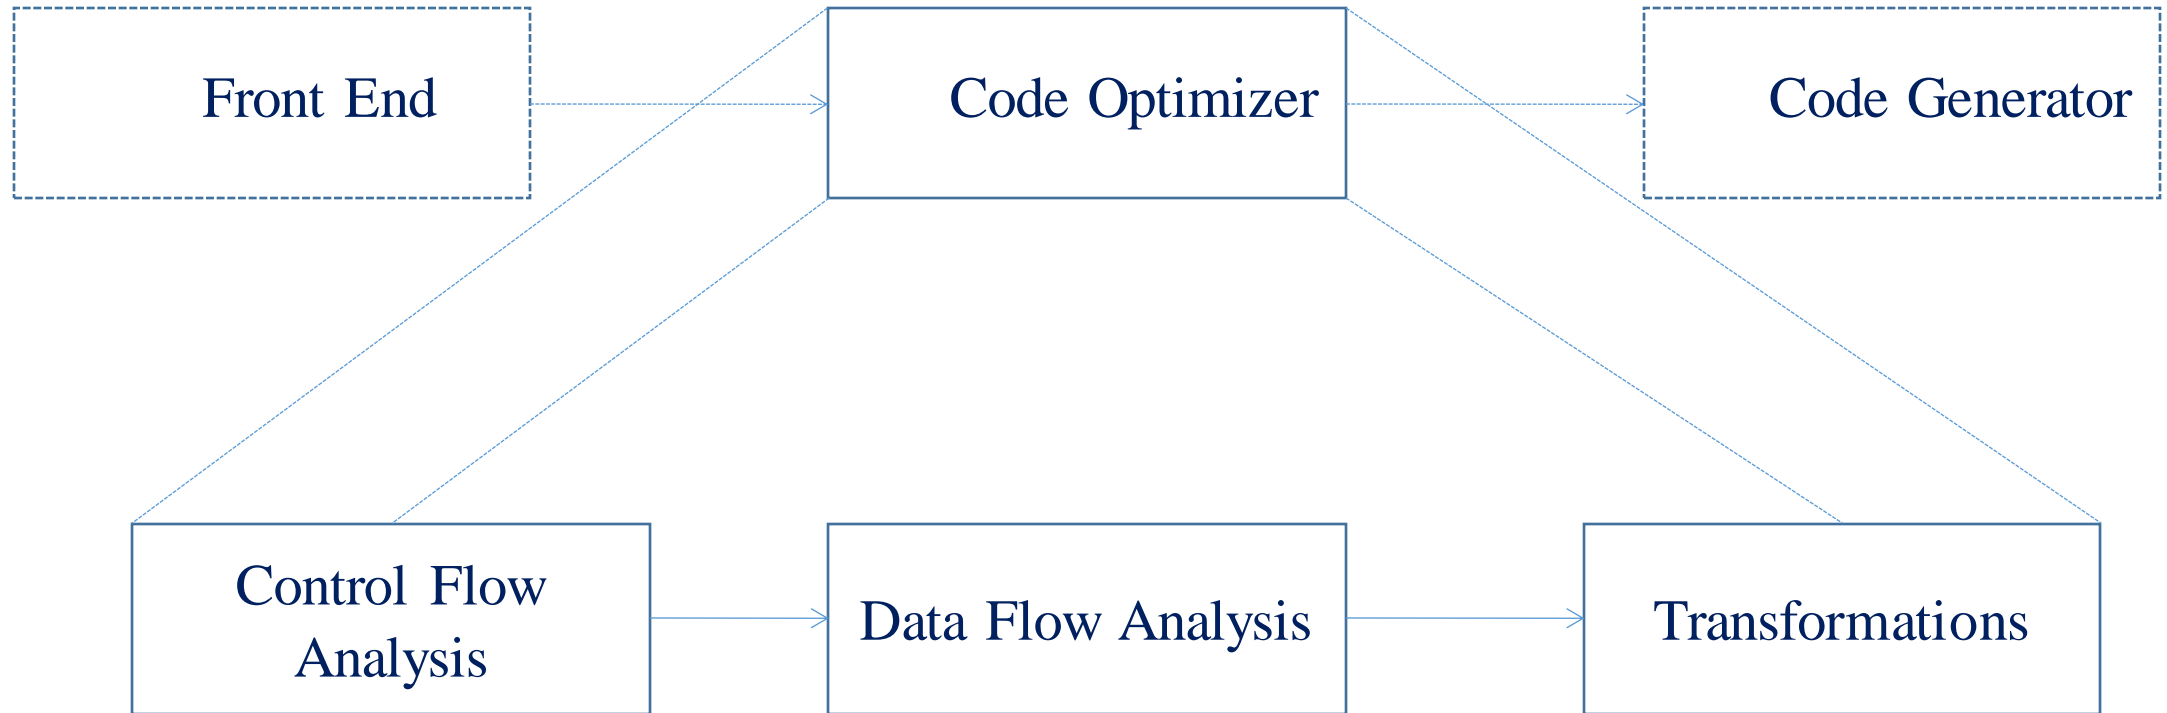 Front End
Code Optimizer
Code Generator
Control Flow
Analysis
Data Flow Analysis
Transformations